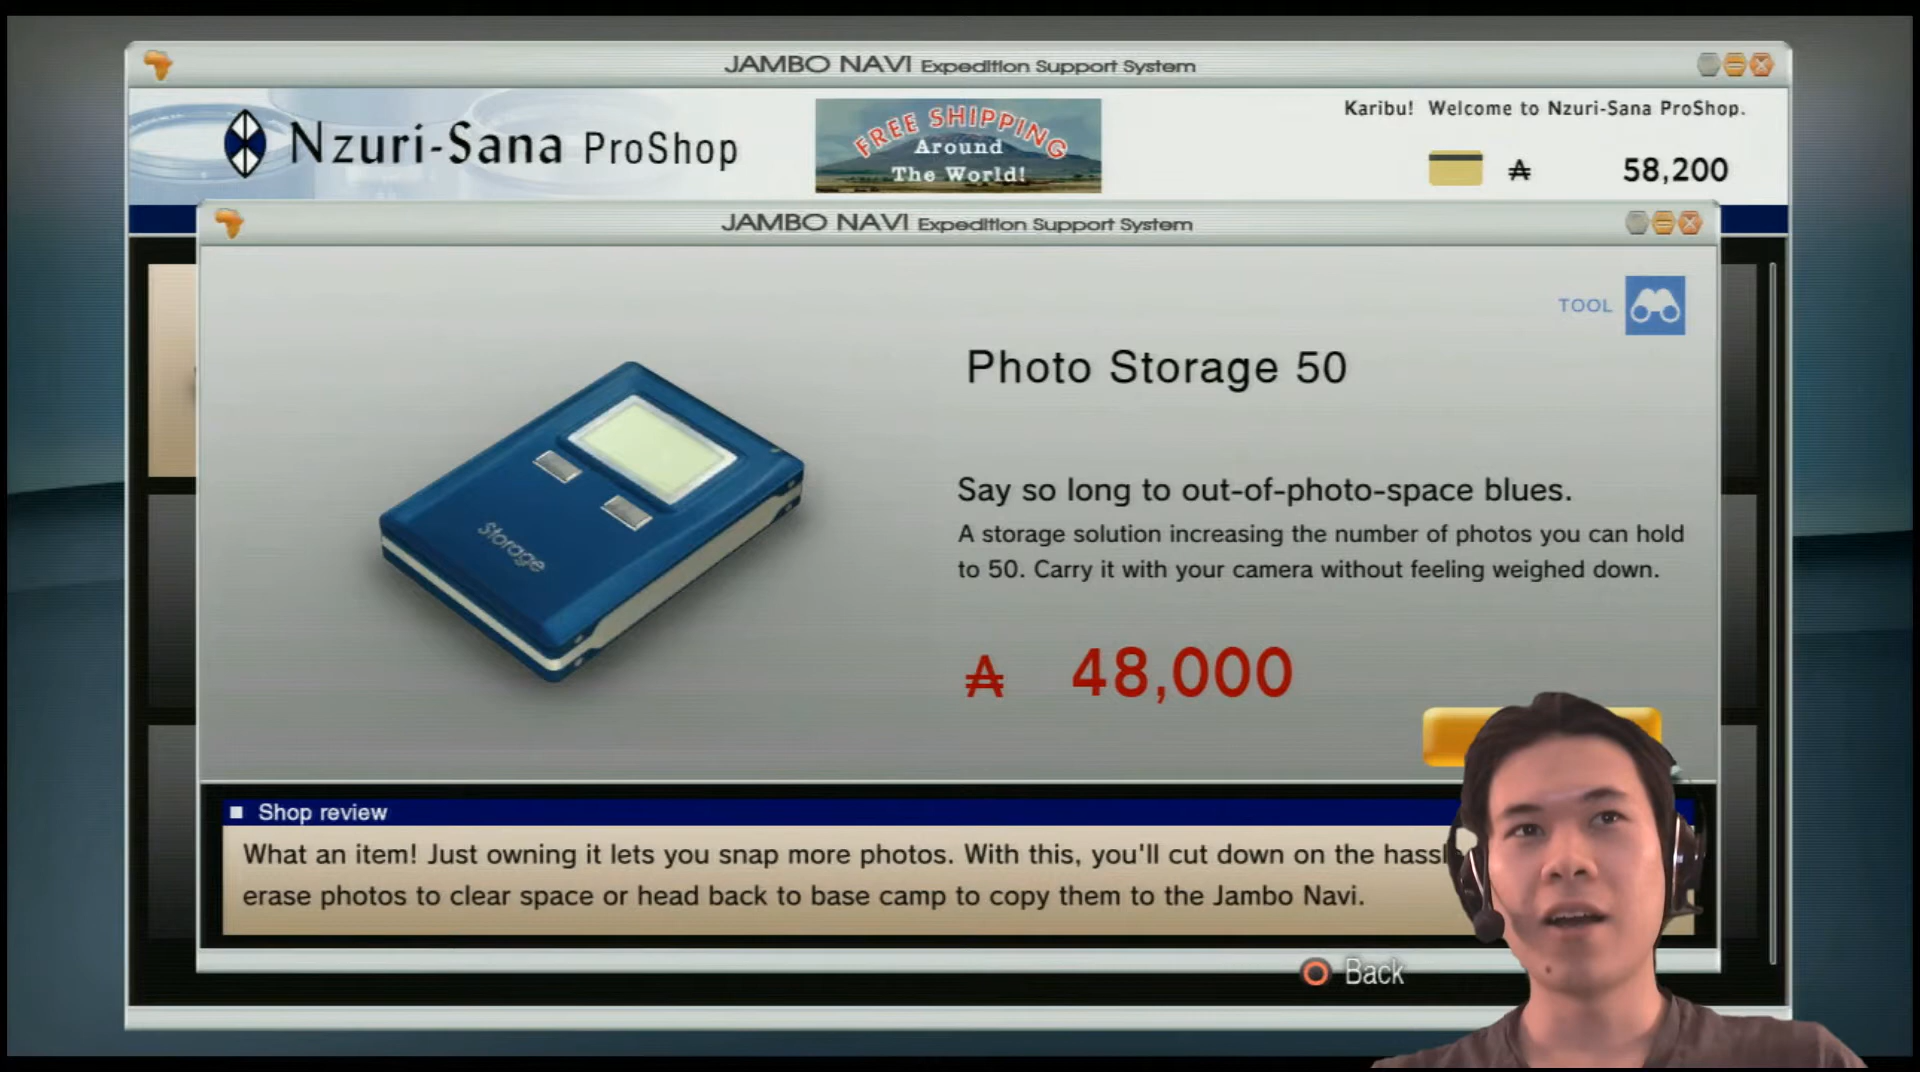 JAMBO NAVI Expedition Support System
Nzuri-Sana ProShop
FREE SHIPPING
Around
The World!
Karibu! Welcome to Nzuri-Sana ProShop.
₳ 58,200
JAMBO NAVI Expedition Support System
TOOL
Photo Storage 50
Storage
Say so long to out-of-photo-space blues.
A storage solution increasing the number of photos you can hold
to 50. Carry it with your camera without feeling weighed down.
₳ 48,000
Shop review
What an item! Just owning it lets you snap more photos. With this, you'll cut down on the
erase photos to clear space or head back to base camp to copy them to the Jambo Navi.
Back